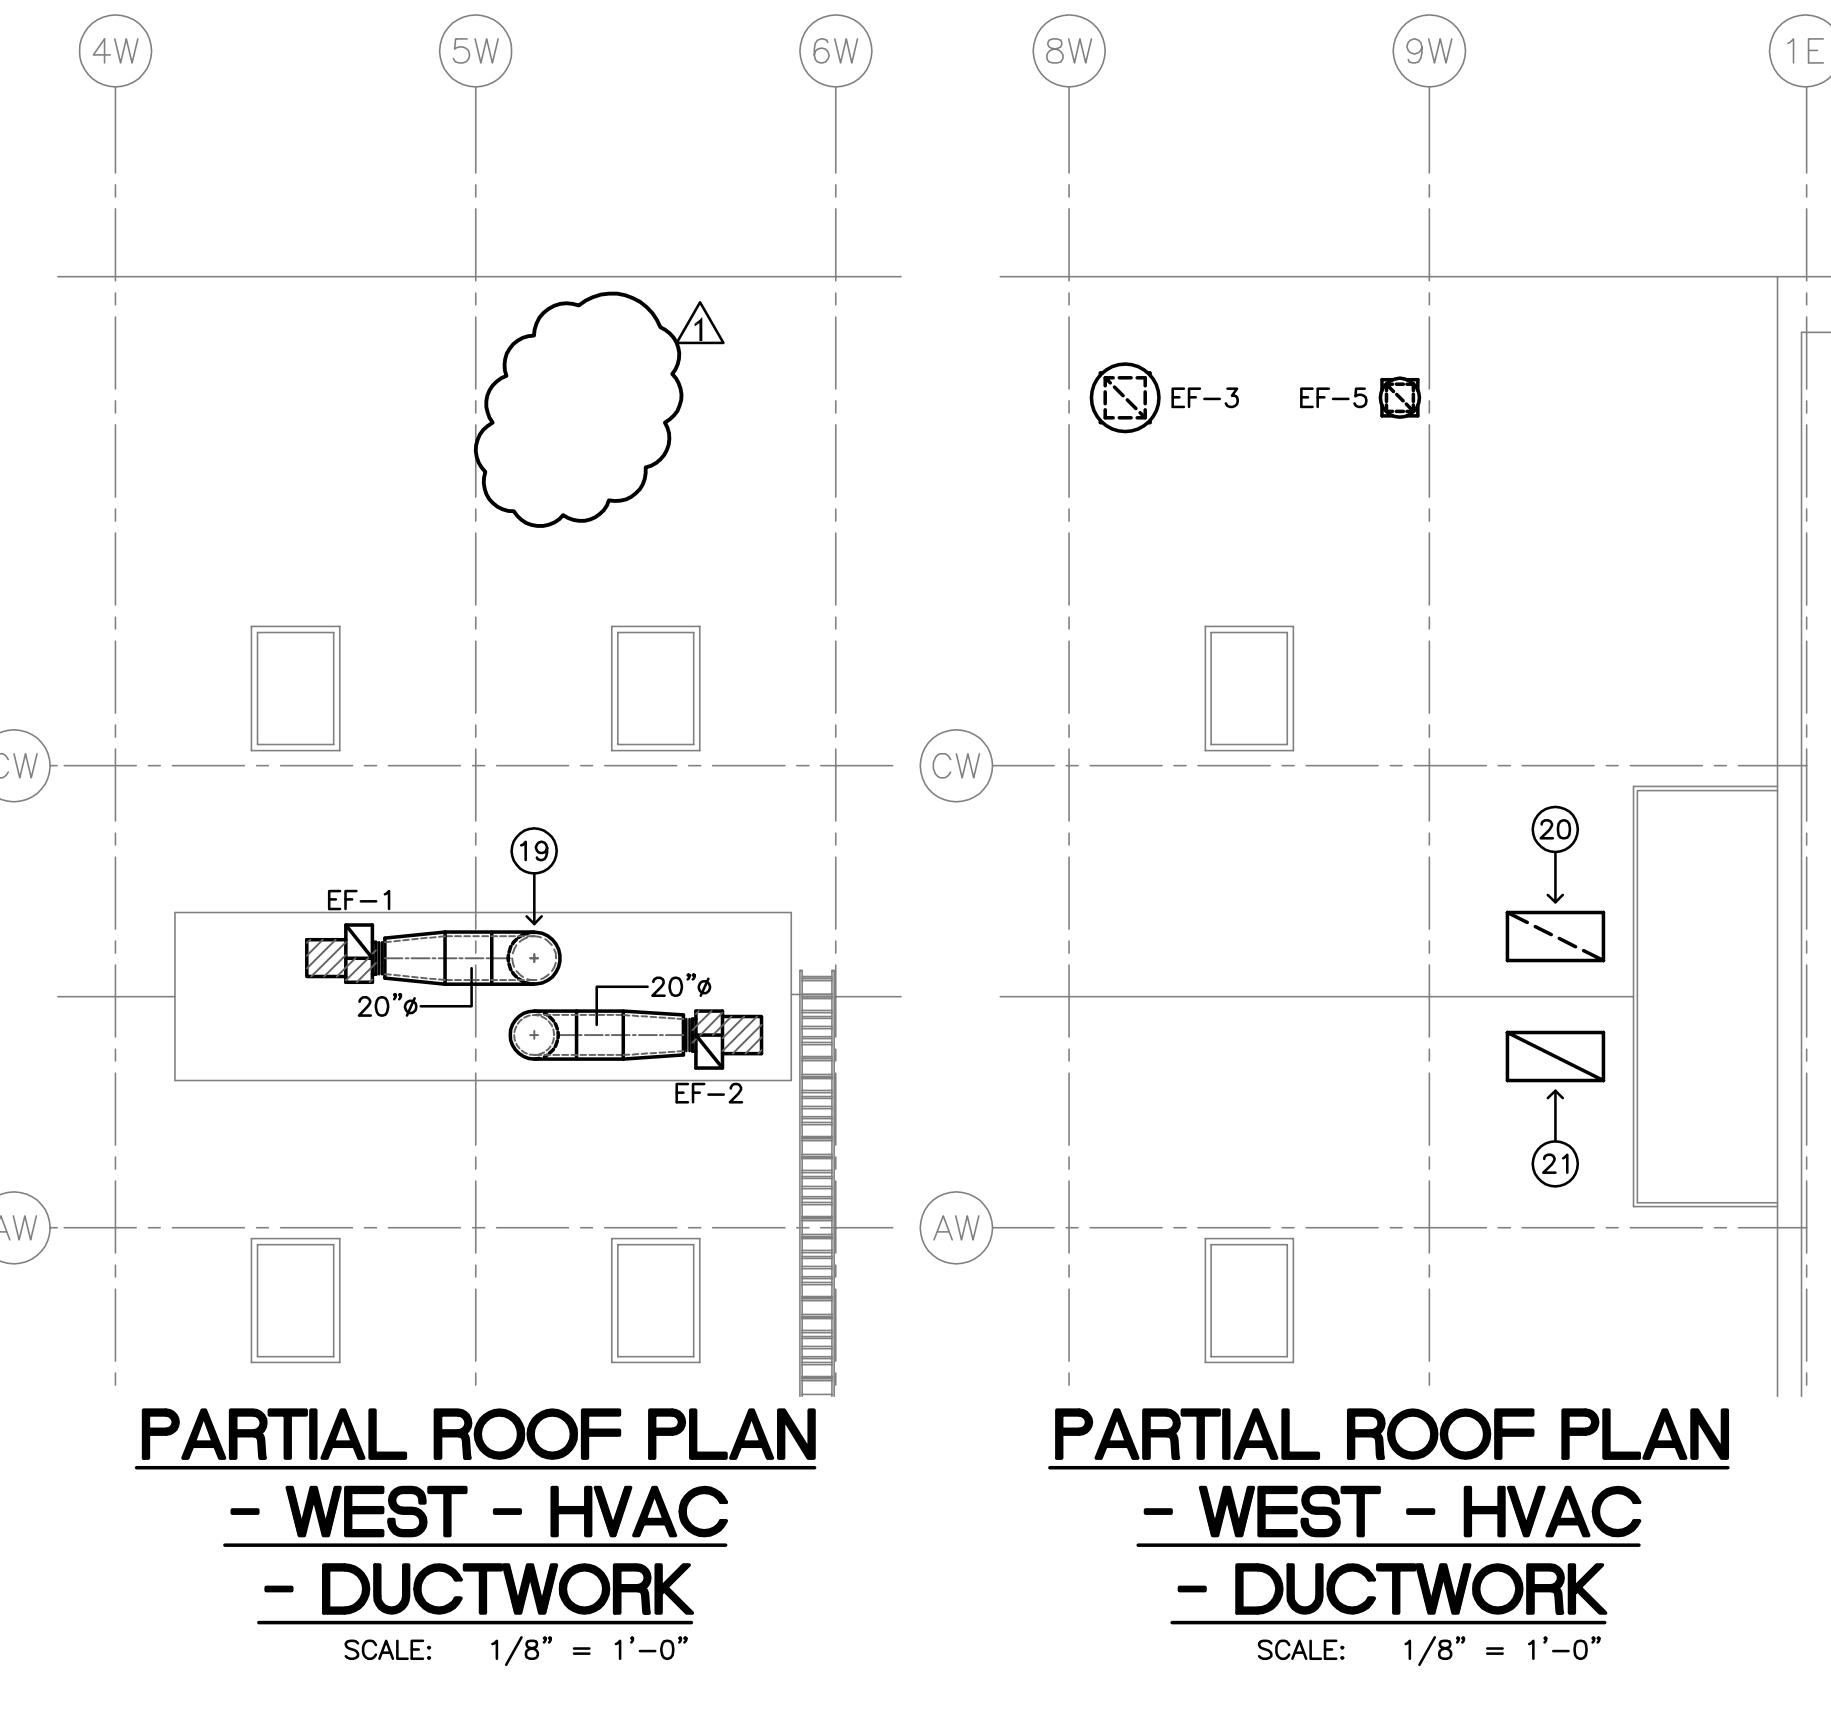 4W 5W 6W
1
CW
19
EF-1
20"ø
20"ø
EF-2
AW
PARTIAL ROOF PLAN
- WEST - HVAC
- DUCTWORK
SCALE: 1/8" = 1'-0"
8W 9W 1E
EF-3 EF-5
CW
20
21
AW
PARTIAL ROOF PLAN
- WEST - HVAC
- DUCTWORK
SCALE: 1/8" = 1'-0"